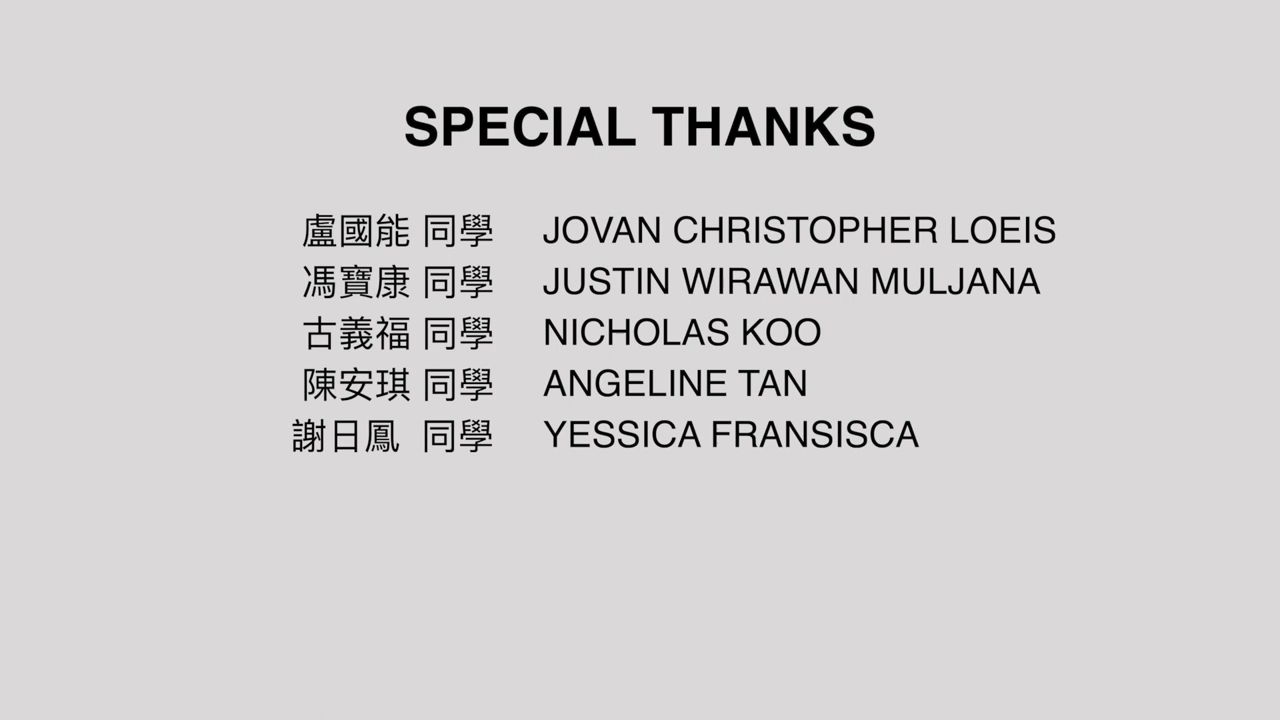 SPECIAL THANKS
盧國能 同學 JOVAN CHRISTOPHER LOEIS
馮寶康 同學 JUSTIN WIRAWAN MULJANA
古義福 同學 NICHOLAS KOO
陳安琪 同學 ANGELINE TAN
謝日鳳 同學 YESSICA FRANSISCA